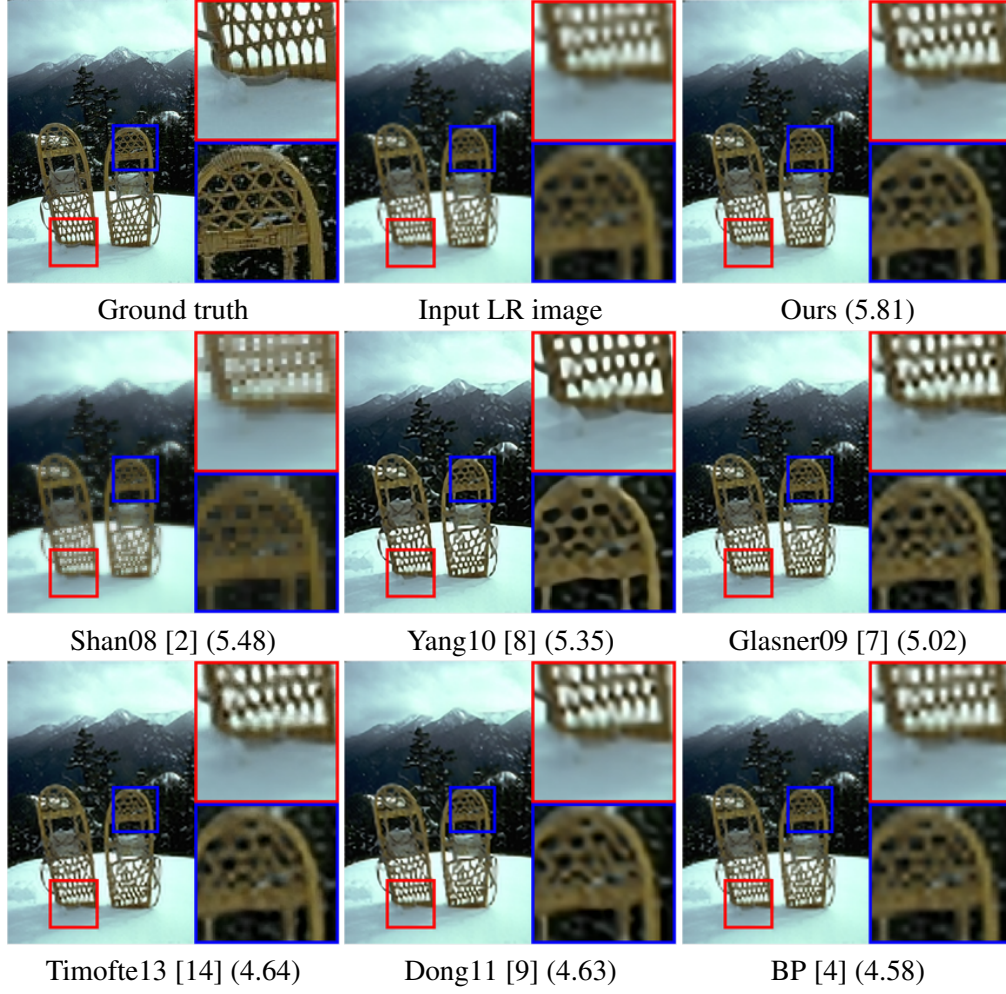 Ground truth
Input LR image
Ours (5.81)
Shan08 [2] (5.48)
Yang10 [8] (5.35)
Glasner09 [7] (5.02)
Timofte13 [14] (4.64)
Dong11 [9] (4.63)
BP [4] (4.58)